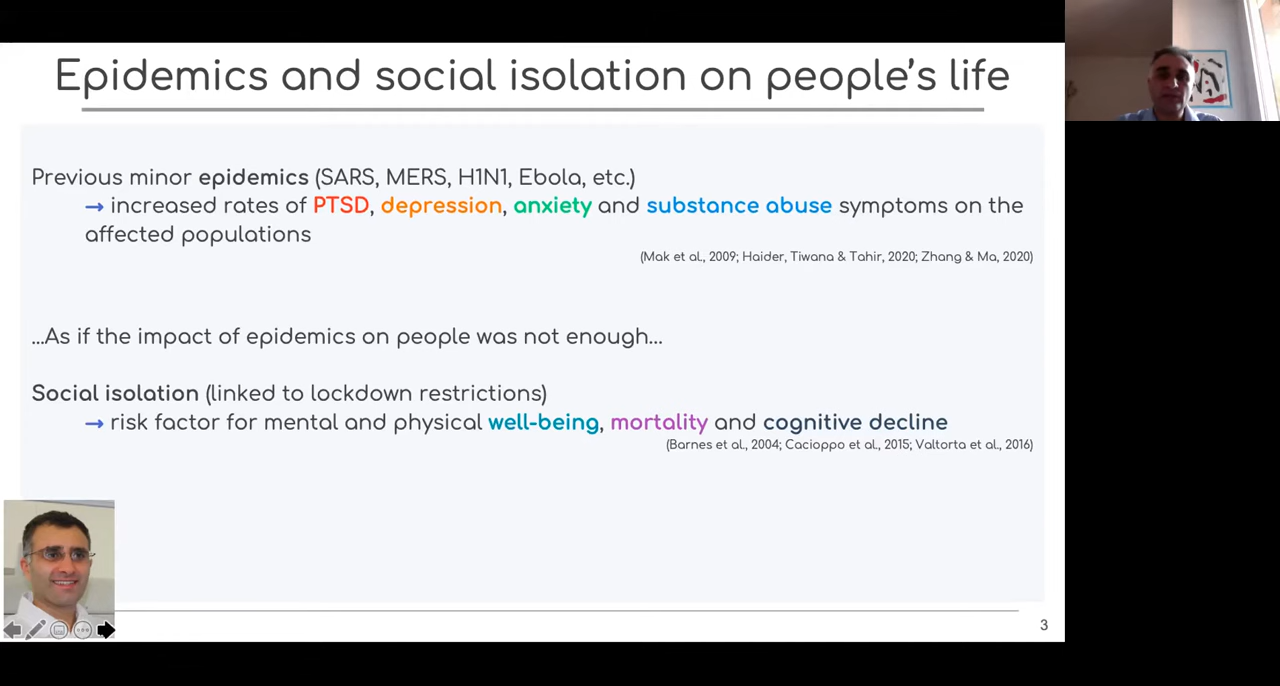 Epidemics and social isolation on people's life
Previous minor epidemics (SARS, MERS, H1N1, Ebola, etc.)
→ increased rates of PTSD, depression, anxiety and substance abuse symptoms on the
affected populations
(Mak et al., 2009; Haider, Tiwana & Tahir, 2020; Zhang & Ma, 2020)
...As if the impact of epidemics on people was not enough...
Social isolation (linked to lockdown restrictions)
→ risk factor for mental and physical well-being, mortality and cognitive decline
(Barnes et al., 2004; Cacioppo et al., 2015; Valtorta et al., 2016)
3